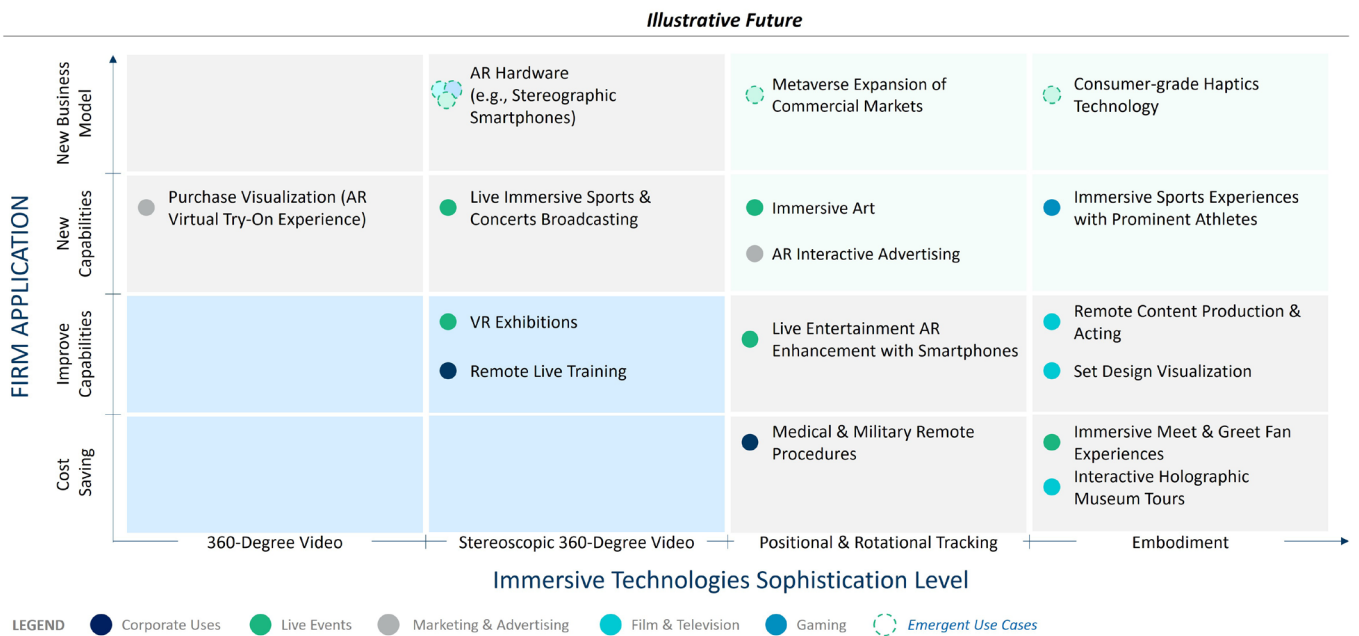 Illustrative Future
FIRM APPLICATION
New Business
Model
AR Hardware
(e.g., Stereographic
Smartphones)
Metaverse Expansion of
Commercial Markets
Consumer-grade Haptics
Technology
New
Capabilities
Purchase Visualization (AR
Virtual Try-On Experience)
Live Immersive Sports &
Concerts Broadcasting
Immersive Art
AR Interactive Advertising
Immersive Sports Experiences
with Prominent Athletes
Improve
Capabilities
VR Exhibitions
Remote Live Training
Live Entertainment AR
Enhancement with Smartphones
Remote Content Production &
Acting
Set Design Visualization
Cost
Saving
Medical & Military Remote
Procedures
Immersive Meet & Greet Fan
Experiences
Interactive Holographic
Museum Tours
360-Degree Video
Stereoscopic 360-Degree Video
Positional & Rotational Tracking
Embodiment
Immersive Technologies Sophistication Level
LEGEND
Corporate Uses
Live Events
Marketing & Advertising
Film & Television
Gaming
Emergent Use Cases